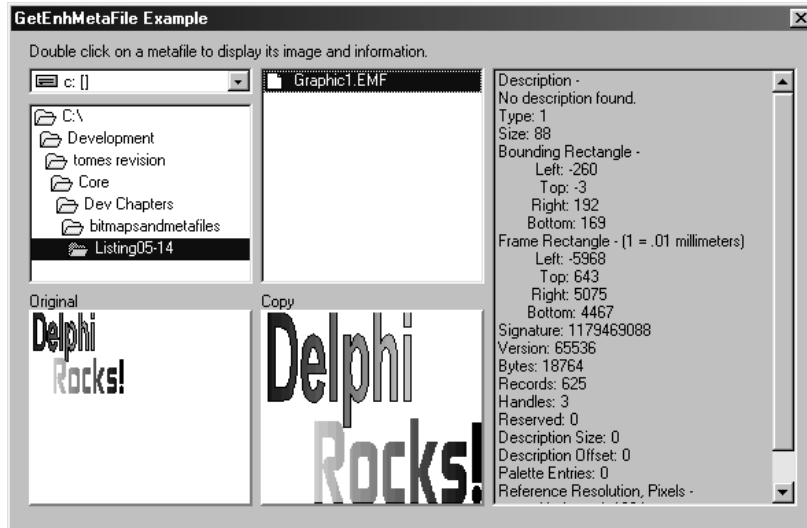 GetEnhMetaFile Example
Double click on a metafile to display its image and information.
c: []
C:\
Development
tomes revision
Core
Dev Chapters
bitmapsandmetafiles
Listing05-14
Graphic1.EMF
Description -
No description found.
Type: 1
Size: 88
Bounding Rectangle -
Left: -260
Top: -3
Right: 192
Bottom: 169
Frame Rectangle - (1 = .01 millimeters)
Left: -5968
Top: 643
Right: 5075
Bottom: 4467
Signature: 1179469088
Version: 65536
Bytes: 18764
Records: 625
Handles: 3
Reserved: 0
Description Size: 0
Description Offset: 0
Palette Entries: 0
Reference Resolution, Pixels -
Original
Delphi
Rocks!
Copy
Delphi
Rocks!